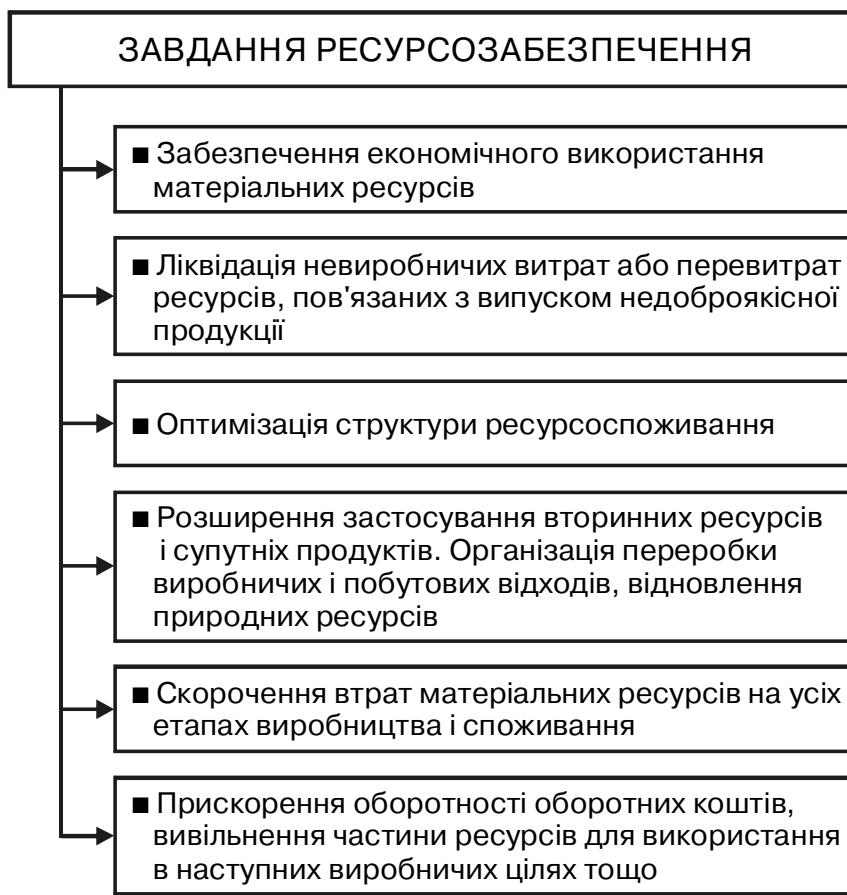 ЗАВДАННЯ РЕСУРСОЗАБЕЗПЕЧЕННЯ
■ Забезпечення економічного використання
матеріальних ресурсів
■ Ліквідація невиробничих витрат або перевитрат
ресурсів, пов'язаних з випуском недоброякісної
продукції
■ Оптимізація структури ресурсоспоживання
■ Розширення застосування вторинних ресурсів
і супутніх продуктів. Організація переробки
виробничих і побутових відходів, відновлення
природних ресурсів
■ Скорочення втрат матеріальних ресурсів на усіх
етапах виробництва і споживання
■ Прискорення оборотності оборотних коштів,
вивільнення частини ресурсів для використання
в наступних виробничих цілях тощо